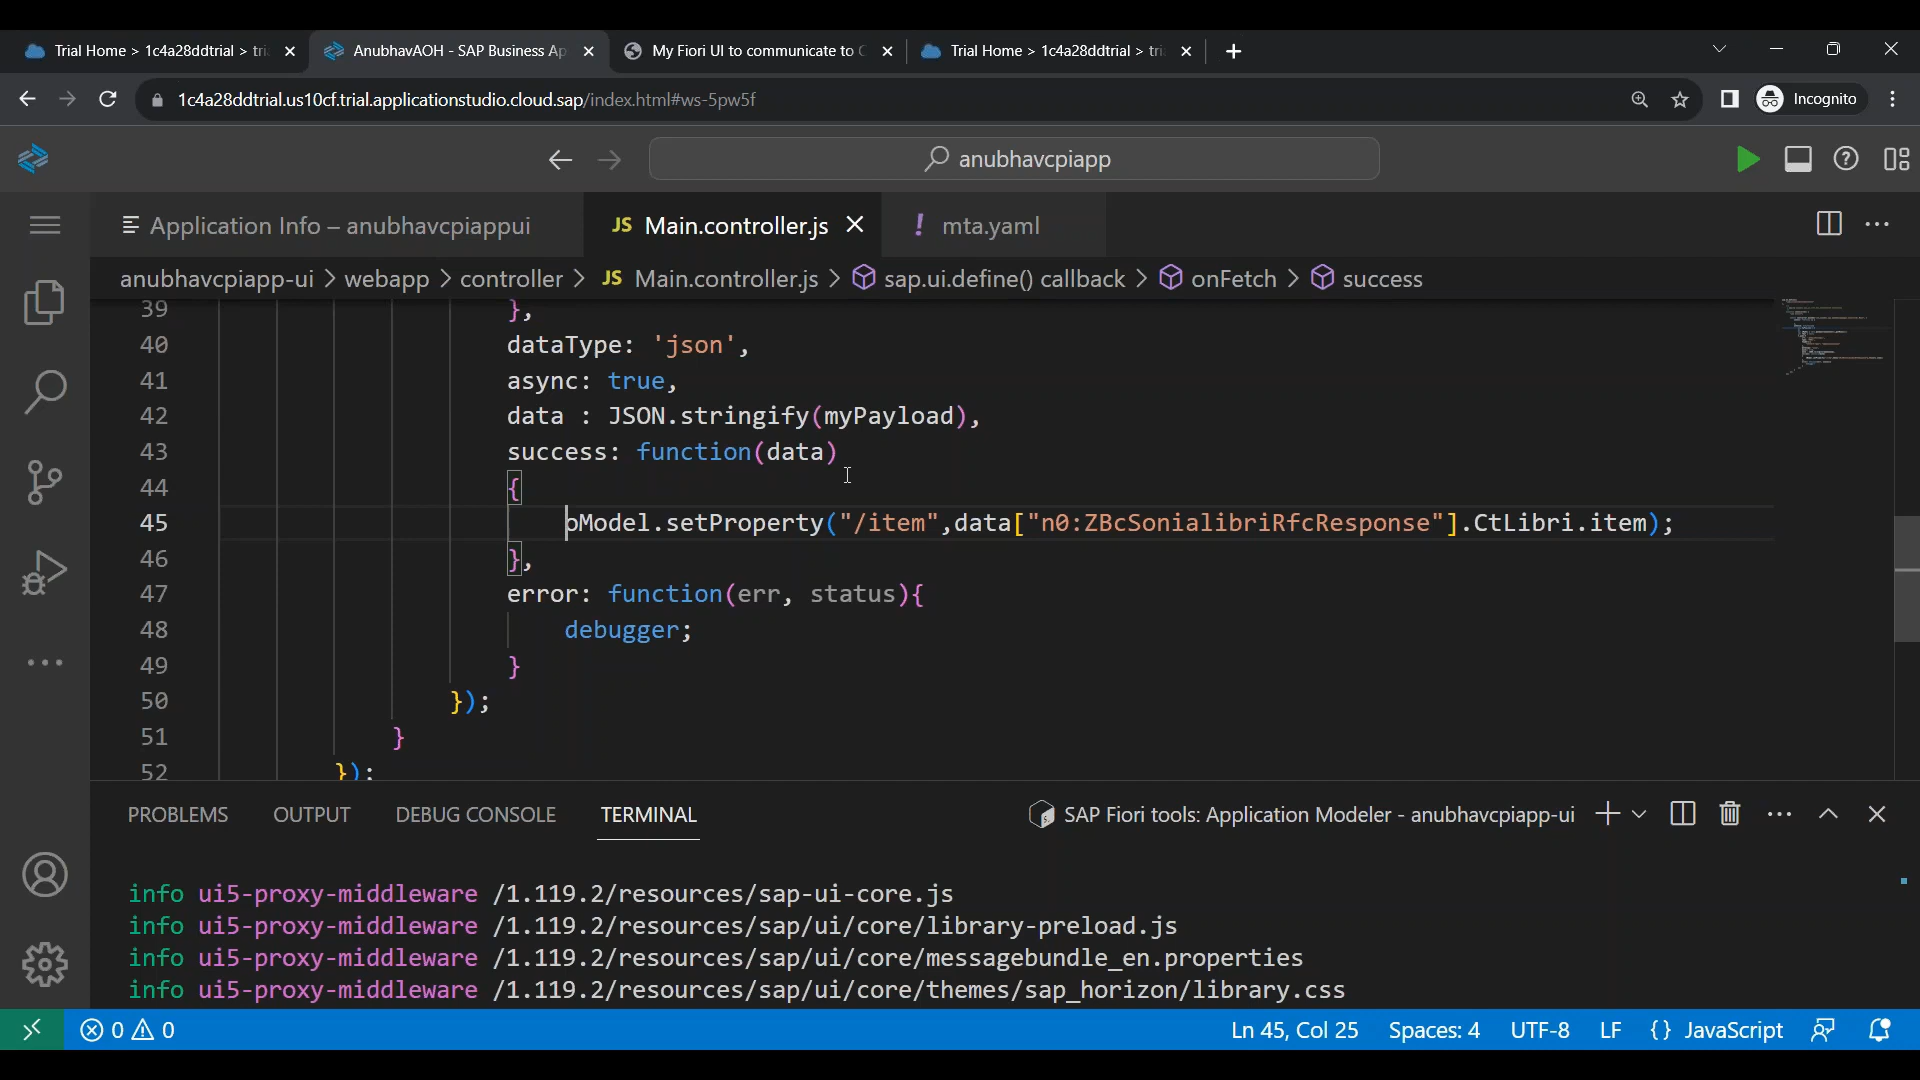 Trial Home > 1c4a28ddtrial > tri
AnubhavAOH - SAP Business Ap
My Fiori UI to communicate to C
Trial Home > 1c4a28ddtrial > tri
1c4a28ddtrial.us10cf.trial.applicationstudio.cloud.sap/index.html#ws-5pw5f
Incognito
anubhavcpiapp
Application Info – anubhavcpiappui
JS Main.controller.js
! mta.yaml
anubhavcpiapp-ui > webapp > controller > JS Main.controller.js > sap.ui.define() callback > onFetch > success
39 },
40 dataType: 'json',
41 async: true,
42 data : JSON.stringify(myPayload),
43 success: function(data)
44 {
45 oModel.setProperty("/item",data["n0:ZBcSonialibriRfcResponse"].CtLibri.item);
46 },
47 error: function(err, status){
48 debugger;
49 }
50 });
51 }
52 });
PROBLEMS OUTPUT DEBUG CONSOLE TERMINAL
SAP Fiori tools: Application Modeler - anubhavcpiapp-ui
info ui5-proxy-middleware /1.119.2/resources/sap-ui-core.js
info ui5-proxy-middleware /1.119.2/resources/sap/ui/core/library-preload.js
info ui5-proxy-middleware /1.119.2/resources/sap/ui/core/messagebundle_en.properties
info ui5-proxy-middleware /1.119.2/resources/sap/ui/core/themes/sap_horizon/library.css
0 0
Ln 45, Col 25 Spaces: 4 UTF-8 LF {} JavaScript